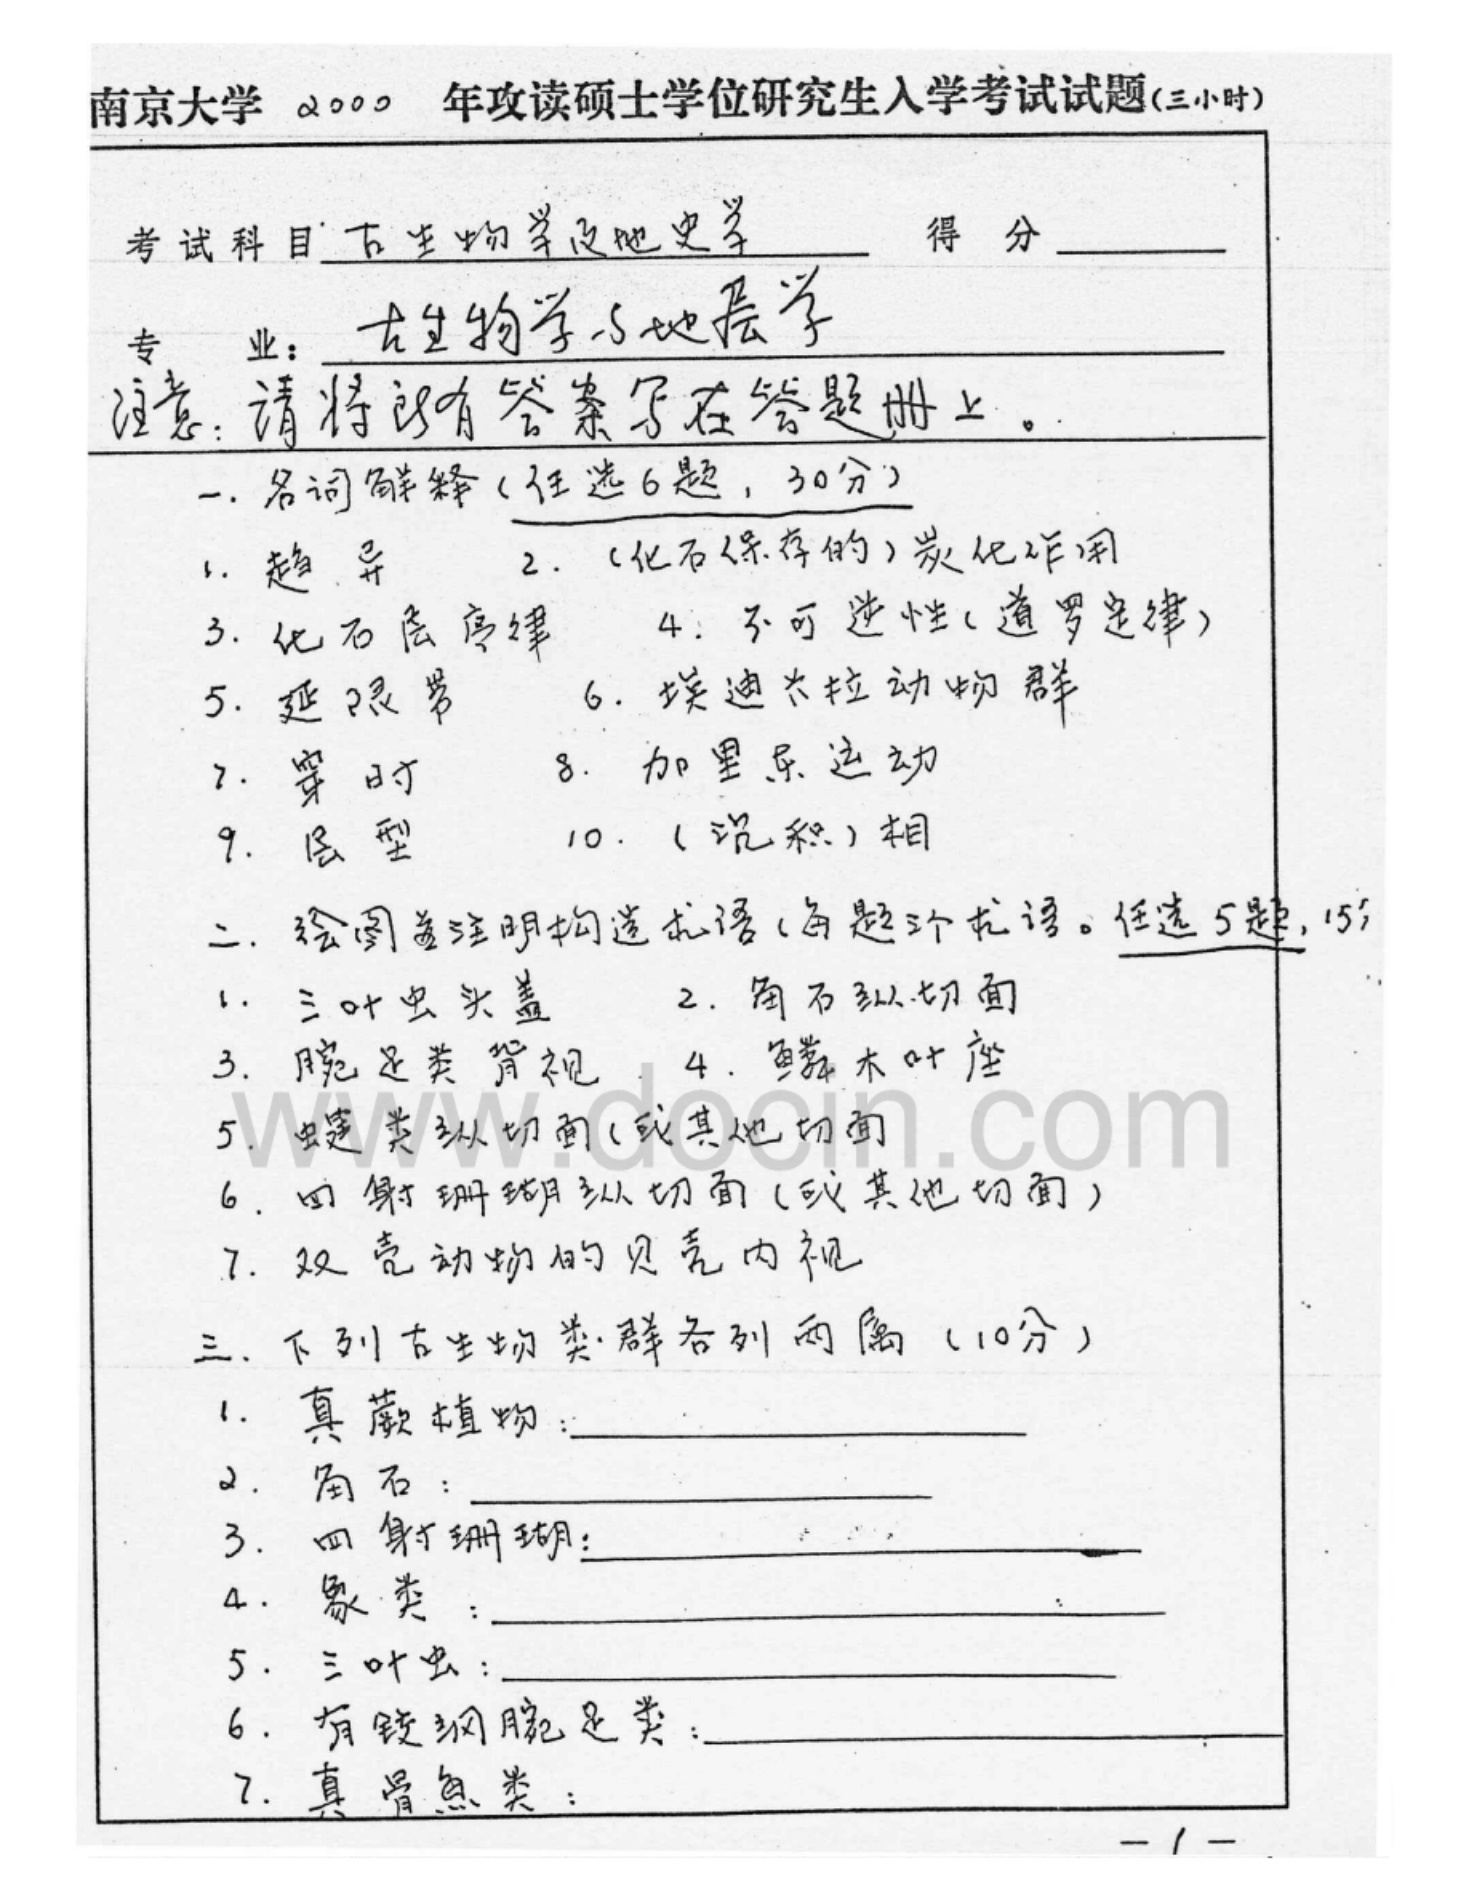 南京大学 2000 年攻读硕士学位研究生入学考试试题(三小时)
考试科目 古生物学及地史学 得分
专业: 古生物学与地层学
注意:请将所有答案写在答题册上。
一. 名词解释(任选6题, 30分)
1. 趋异 2. (化石保存的)炭化作用
3. 化石层序律 4. 不可逆性(道罗定律)
5. 延限带 6. 埃迪卡拉动物群
7. 穿时 8. 加里东运动
9. 层型 10. (沉积)相
二. 绘图并注明构造术语(每题三个术语。任选5题, 15分
1. 三叶虫头盖 2. 角石纵切面
3. 腕足类背视 4. 鳞木叶座
www.docin.com
5. 䗴类纵切面(或其他切面
6. 四射珊瑚纵切面(或其他切面)
7. 双壳动物的贝壳内视
三. 下列古生物类群各列两属 (10分)
1. 真蕨植物:
2. 角石:
3. 四射珊瑚:
4. 象类:
5. 三叶虫:
6. 有铰纲腕足类:
7. 真骨鱼类:
-1-